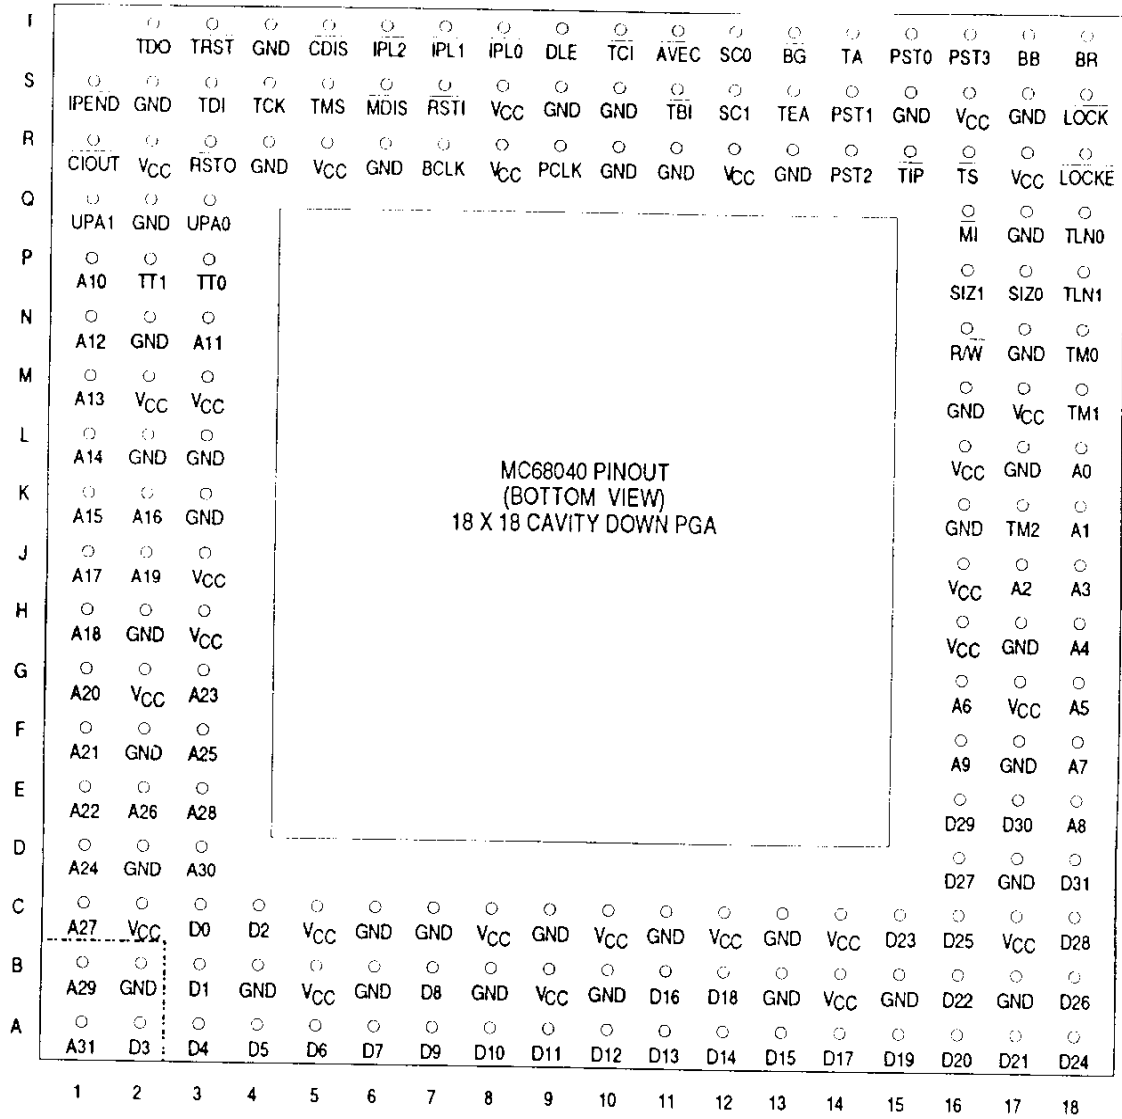 T
TDO TRST GND CDIS IPL2 IPL1 IPL0 DLE TCI AVEC SC0 BG TA PST0 PST3 BB BR
S
IPEND GND TDI TCK TMS MDIS RSTI VCC GND GND TBI SC1 TEA PST1 GND VCC GND LOCK
R
CIOUT VCC RSTO GND VCC GND BCLK VCC PCLK GND GND VCC GND PST2 TIP TS VCC LOCKE
Q
UPA1 GND UPA0 MI GND TLN0
P
A10 TT1 TT0 SIZ1 SIZ0 TLN1
N
A12 GND A11 R/W GND TM0
M
A13 VCC VCC GND VCC TM1
L
A14 GND GND VCC GND A0
MC68040 PINOUT
(BOTTOM VIEW)
18 X 18 CAVITY DOWN PGA
K
A15 A16 GND GND TM2 A1
J
A17 A19 VCC VCC A2 A3
H
A18 GND VCC VCC GND A4
G
A20 VCC A23 A6 VCC A5
F
A21 GND A25 A9 GND A7
E
A22 A26 A28 D29 D30 A8
D
A24 GND A30 D27 GND D31
C
A27 VCC D0 D2 VCC GND GND VCC GND VCC GND VCC GND VCC D23 D25 VCC D28
B
A29 GND D1 GND VCC GND D8 GND VCC GND D16 D18 GND VCC GND D22 GND D26
A
A31 D3 D4 D5 D6 D7 D9 D10 D11 D12 D13 D14 D15 D17 D19 D20 D21 D24
1 2 3 4 5 6 7 8 9 10 11 12 13 14 15 16 17 18